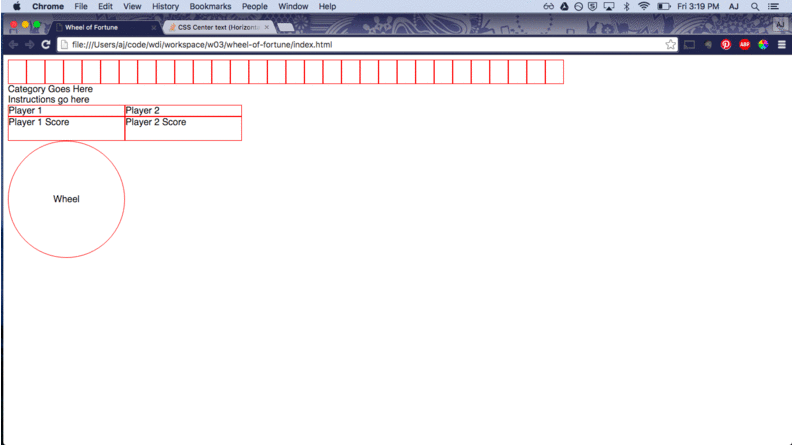 Chrome File Edit View History Bookmarks People Window Help Fri 3:19 PM AJ
Wheel of Fortune CSS Center text (Horizont AJ
file:///Users/aj/code/wdi/workspace/w03/wheel-of-fortune/index.html ABP
Category Goes Here
Instructions go here
Player 1 Player 2
Player 1 Score Player 2 Score
Wheel